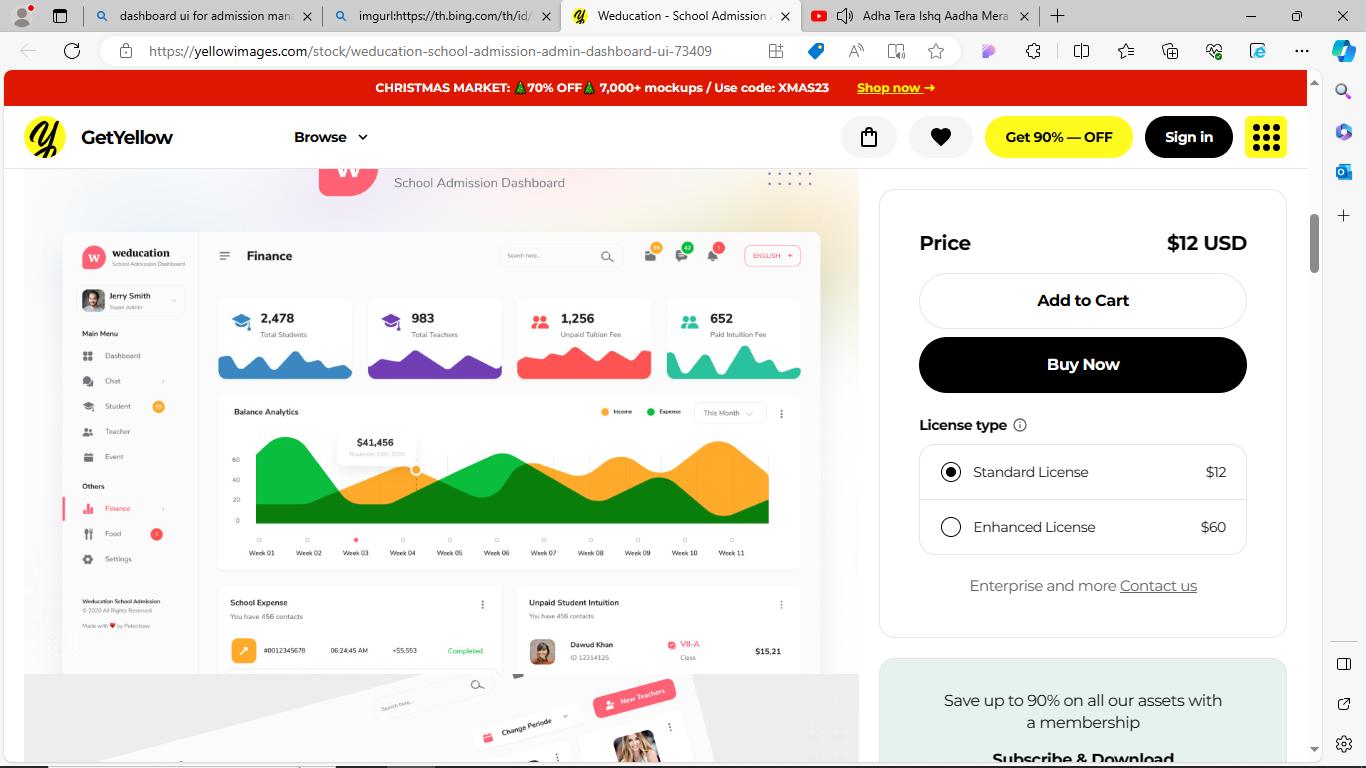 dashboard ui for admission mana
imgurl:https://th.bing.com/th/id/
Weducation - School Admission A
Adha Tera Ishq Aadha Mera
https://yellowimages.com/stock/weducation-school-admission-admin-dashboard-ui-73409
CHRISTMAS MARKET: 🎄70% OFF🎄 7,000+ mockups / Use code: XMAS23 Shop now →
GetYellow
Browse
Get 90% — OFF
Sign in
w
School Admission Dashboard
w
weducation
School Admission Dashboard
Jerry Smith
Super Admin
Main Menu
Dashboard
Chat
Student
Teacher
Event
Others
Finance
Food
!
Settings
Weducation School Admission
© 2020 All Rights Reserved
Made with ❤ by Peterdraw
Finance
Search here...
42
!
ENGLISH
2,478
Total Students
983
Total Teachers
1,256
Unpaid Tuition Fee
652
Paid Intuition Fee
Balance Analytics
Income
Expense
This Month
$41,456
November 25th, 2020
60
40
20
0
Week 01 Week 02 Week 03 Week 04 Week 05 Week 06 Week 07 Week 08 Week 09 Week 10 Week 11
School Expense
You have 456 contacts
#0012345678 06:24:45 AM +$5,553 Completed
Unpaid Student Intuition
You have 456 contacts
Dawud Khan
ID 12314125
VII-A
Class
$15,21
Search here...
Change Periode
New Teachers
Price $12 USD
Add to Cart
Buy Now
License type
Standard License $12
Enhanced License $60
Enterprise and more Contact us
Save up to 90% on all our assets with
a membership
Subscribe & Download